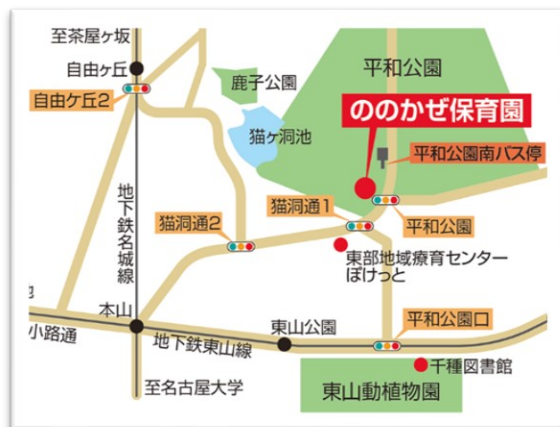 至茶屋ヶ坂
自由ヶ丘
自由ケ丘2
鹿子公園
猫ヶ洞池
平和公園
ののかぜ保育園
平和公園南バス停
地下鉄名城線
猫洞通2
猫洞通1
平和公園
東部地域療育センター
ぽけっと
本山
小路通
地下鉄東山線
東山公園
平和公園口
千種図書館
至名古屋大学
東山動植物園